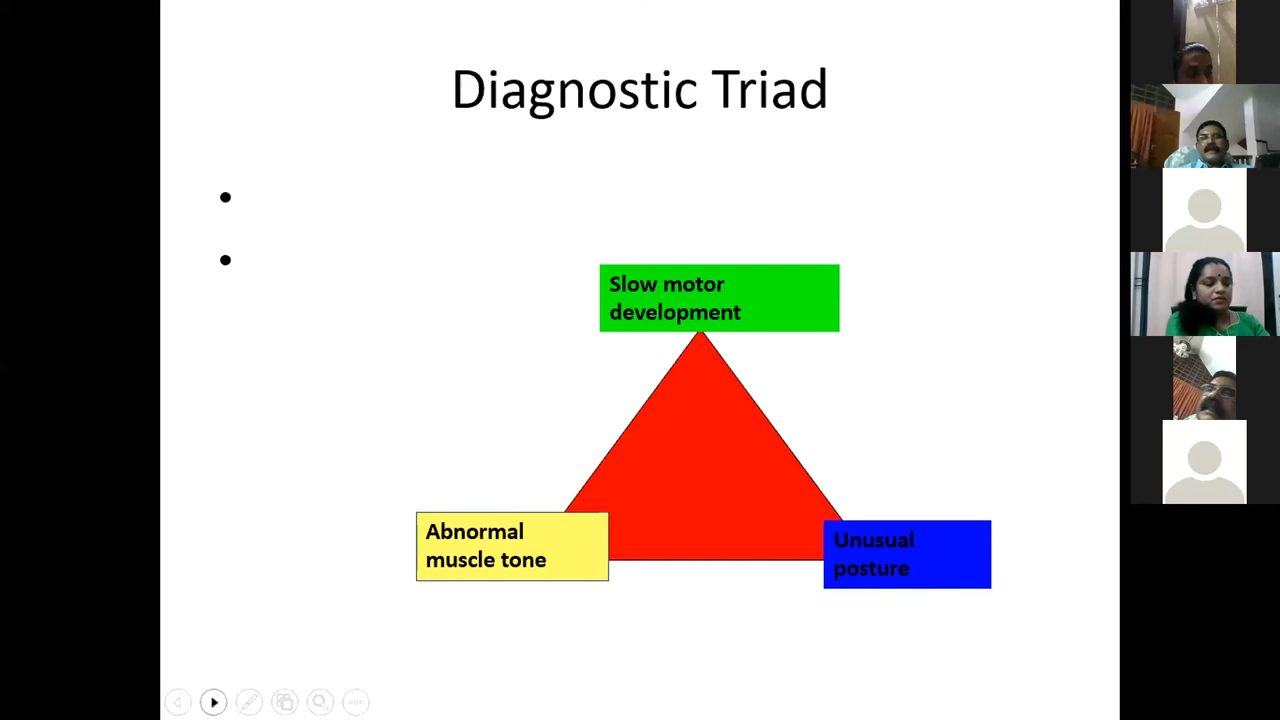 Diagnostic Triad
Slow motor
development
Abnormal
muscle tone
Unusual
posture